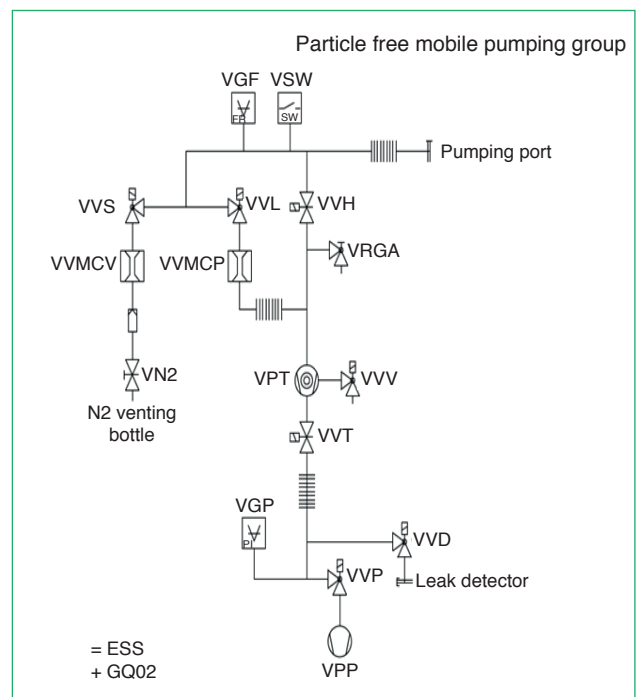 Particle free mobile pumping group
VGF VSW
FR
SW
Pumping port
VVS
VVL
VVH
VVMCV
VVMCP
VRGA
VN2
N2 venting
bottle
VPT
VVV
VVT
VGP
PI
VVD
VVP
Leak detector
VPP
= ESS
+ GQ02